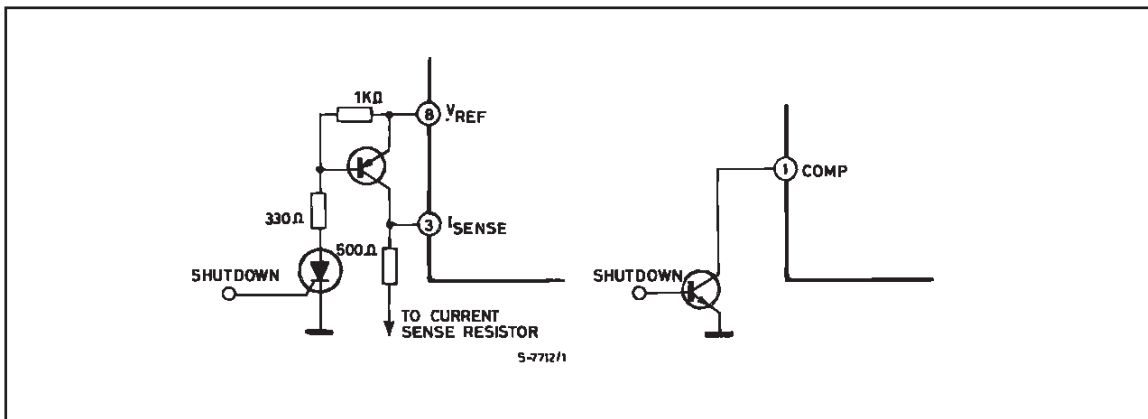 1KΩ
8 VREF
330Ω
3 ISENSE
500Ω
SHUTDOWN
TO CURRENT
SENSE RESISTOR
S-7712/1
1 COMP
SHUTDOWN